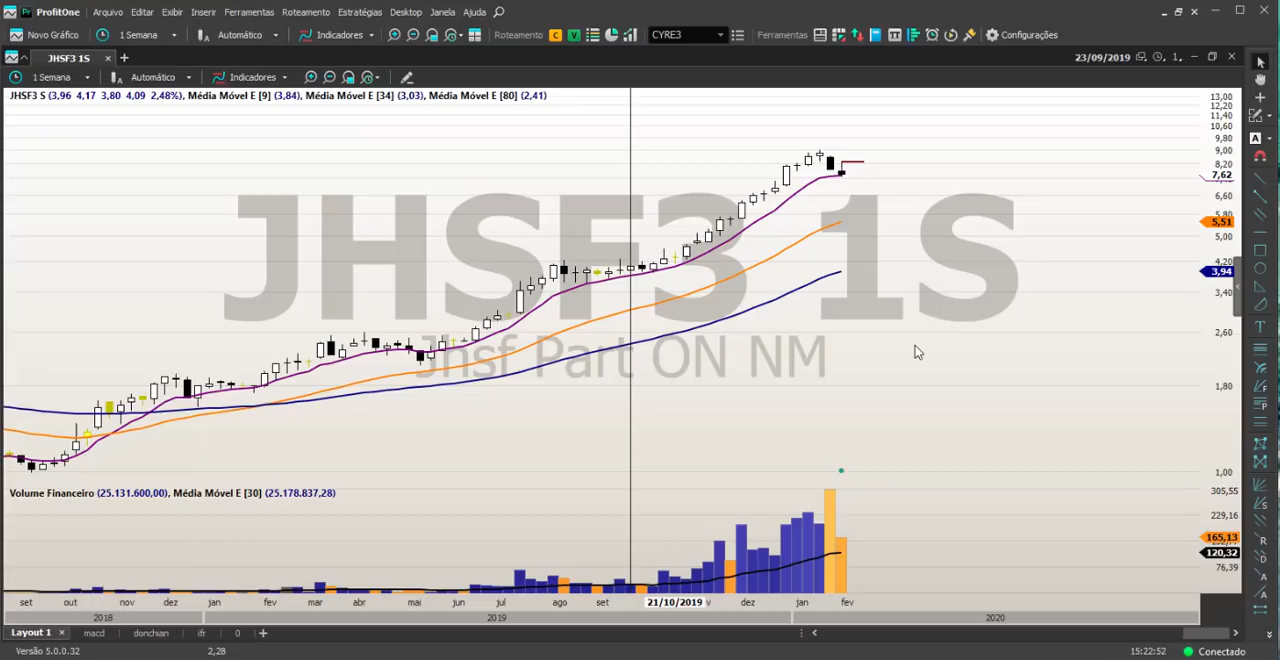 ProfitOne Arquivo Editar Exibir Inserir Ferramentas Roteamento Estratégias Desktop Janela Ajuda
Novo Gráfico 1 Semana Automático Indicadores Roteamento C V CYRE3 Ferramentas Configurações
JHSF3 1S × + 23/09/2019
1 Semana Automático Indicadores
JHSF3 S (3,96 4,17 3,80 4,09 2,48%), Média Móvel E [9] (3,84), Média Móvel E [34] (3,03), Média Móvel E [80] (2,41)
13,00
12,20
11,40
10,60
9,80
9,00
8,20
7,62
6,60
5,80
5,51
5,00
4,20
3,94
3,40
2,60
1,80
1,00
JHSF3 1S
Jhsf Part ON NM
Volume Financeiro (25.131.600,00), Média Móvel E [30] (25.178.837,28)
305,55
229,16
165,13
120,32
76,39
set out nov dez jan fev mar abr mai jun jul ago set 21/10/2019 v dez jan fev
2018 2019 2020
Layout 1 × macd donchian ifr 0 +
Versão 5.0.0.32 2,28 15:22:52 Conectado